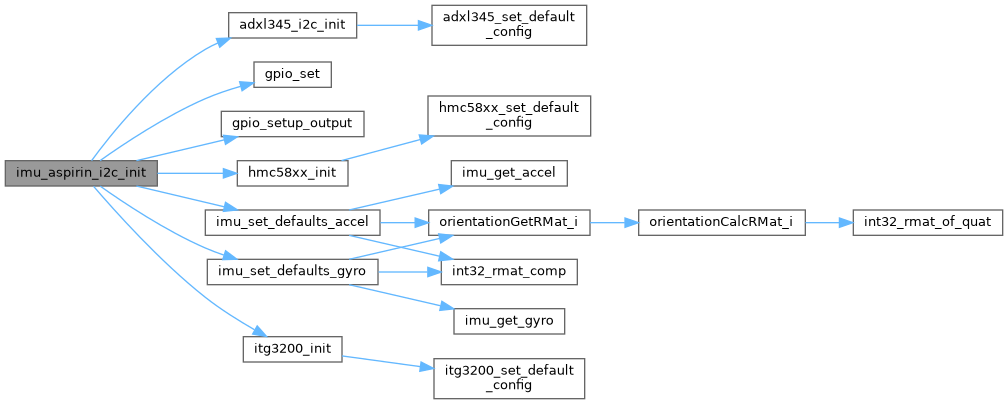 adxl345_i2c_init
adxl345_set_default
_config
gpio_set
gpio_setup_output
hmc58xx_set_default
_config
imu_aspirin_i2c_init
hmc58xx_init
imu_get_accel
imu_set_defaults_accel
orientationGetRMat_i
orientationCalcRMat_i
int32_rmat_of_quat
imu_set_defaults_gyro
int32_rmat_comp
imu_get_gyro
itg3200_init
itg3200_set_default
_config